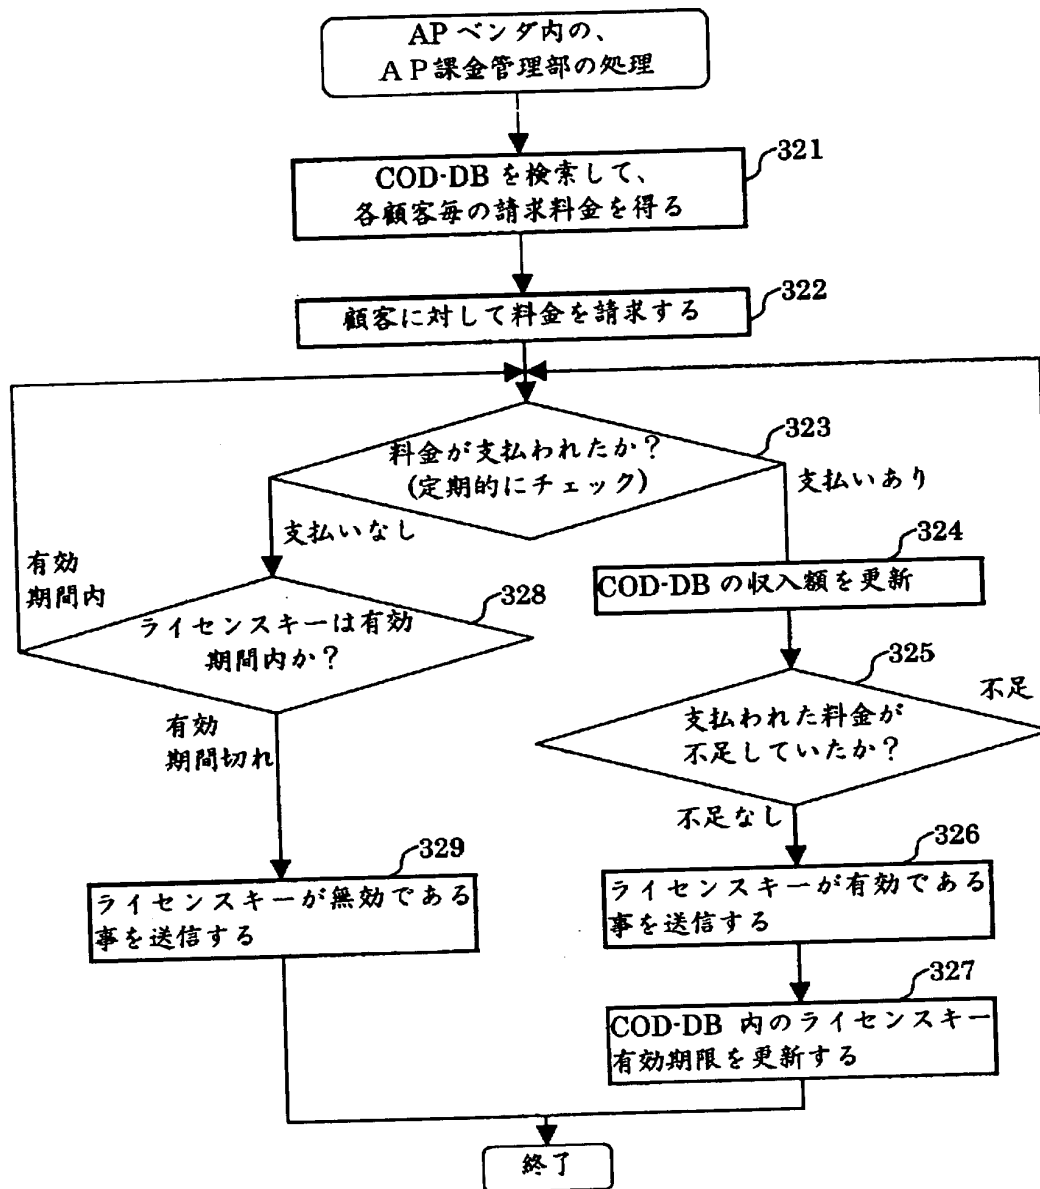 APベンダ内の、
AP課金管理部の処理
321
COD-DBを検索して、
各顧客毎の請求料金を得る
322
顧客に対して料金を請求する
323
料金が支払われたか？
(定期的にチェック)
支払いあり
支払いなし
324
COD-DBの収入額を更新
有効
期間内
328
ライセンスキーは有効
期間内か？
325
不足
支払われた料金が
不足していたか？
有効
期間切れ
不足なし
329
ライセンスキーが無効である
事を送信する
326
ライセンスキーが有効である
事を送信する
327
COD-DB 内のライセンスキー
有効期限を更新する
終了